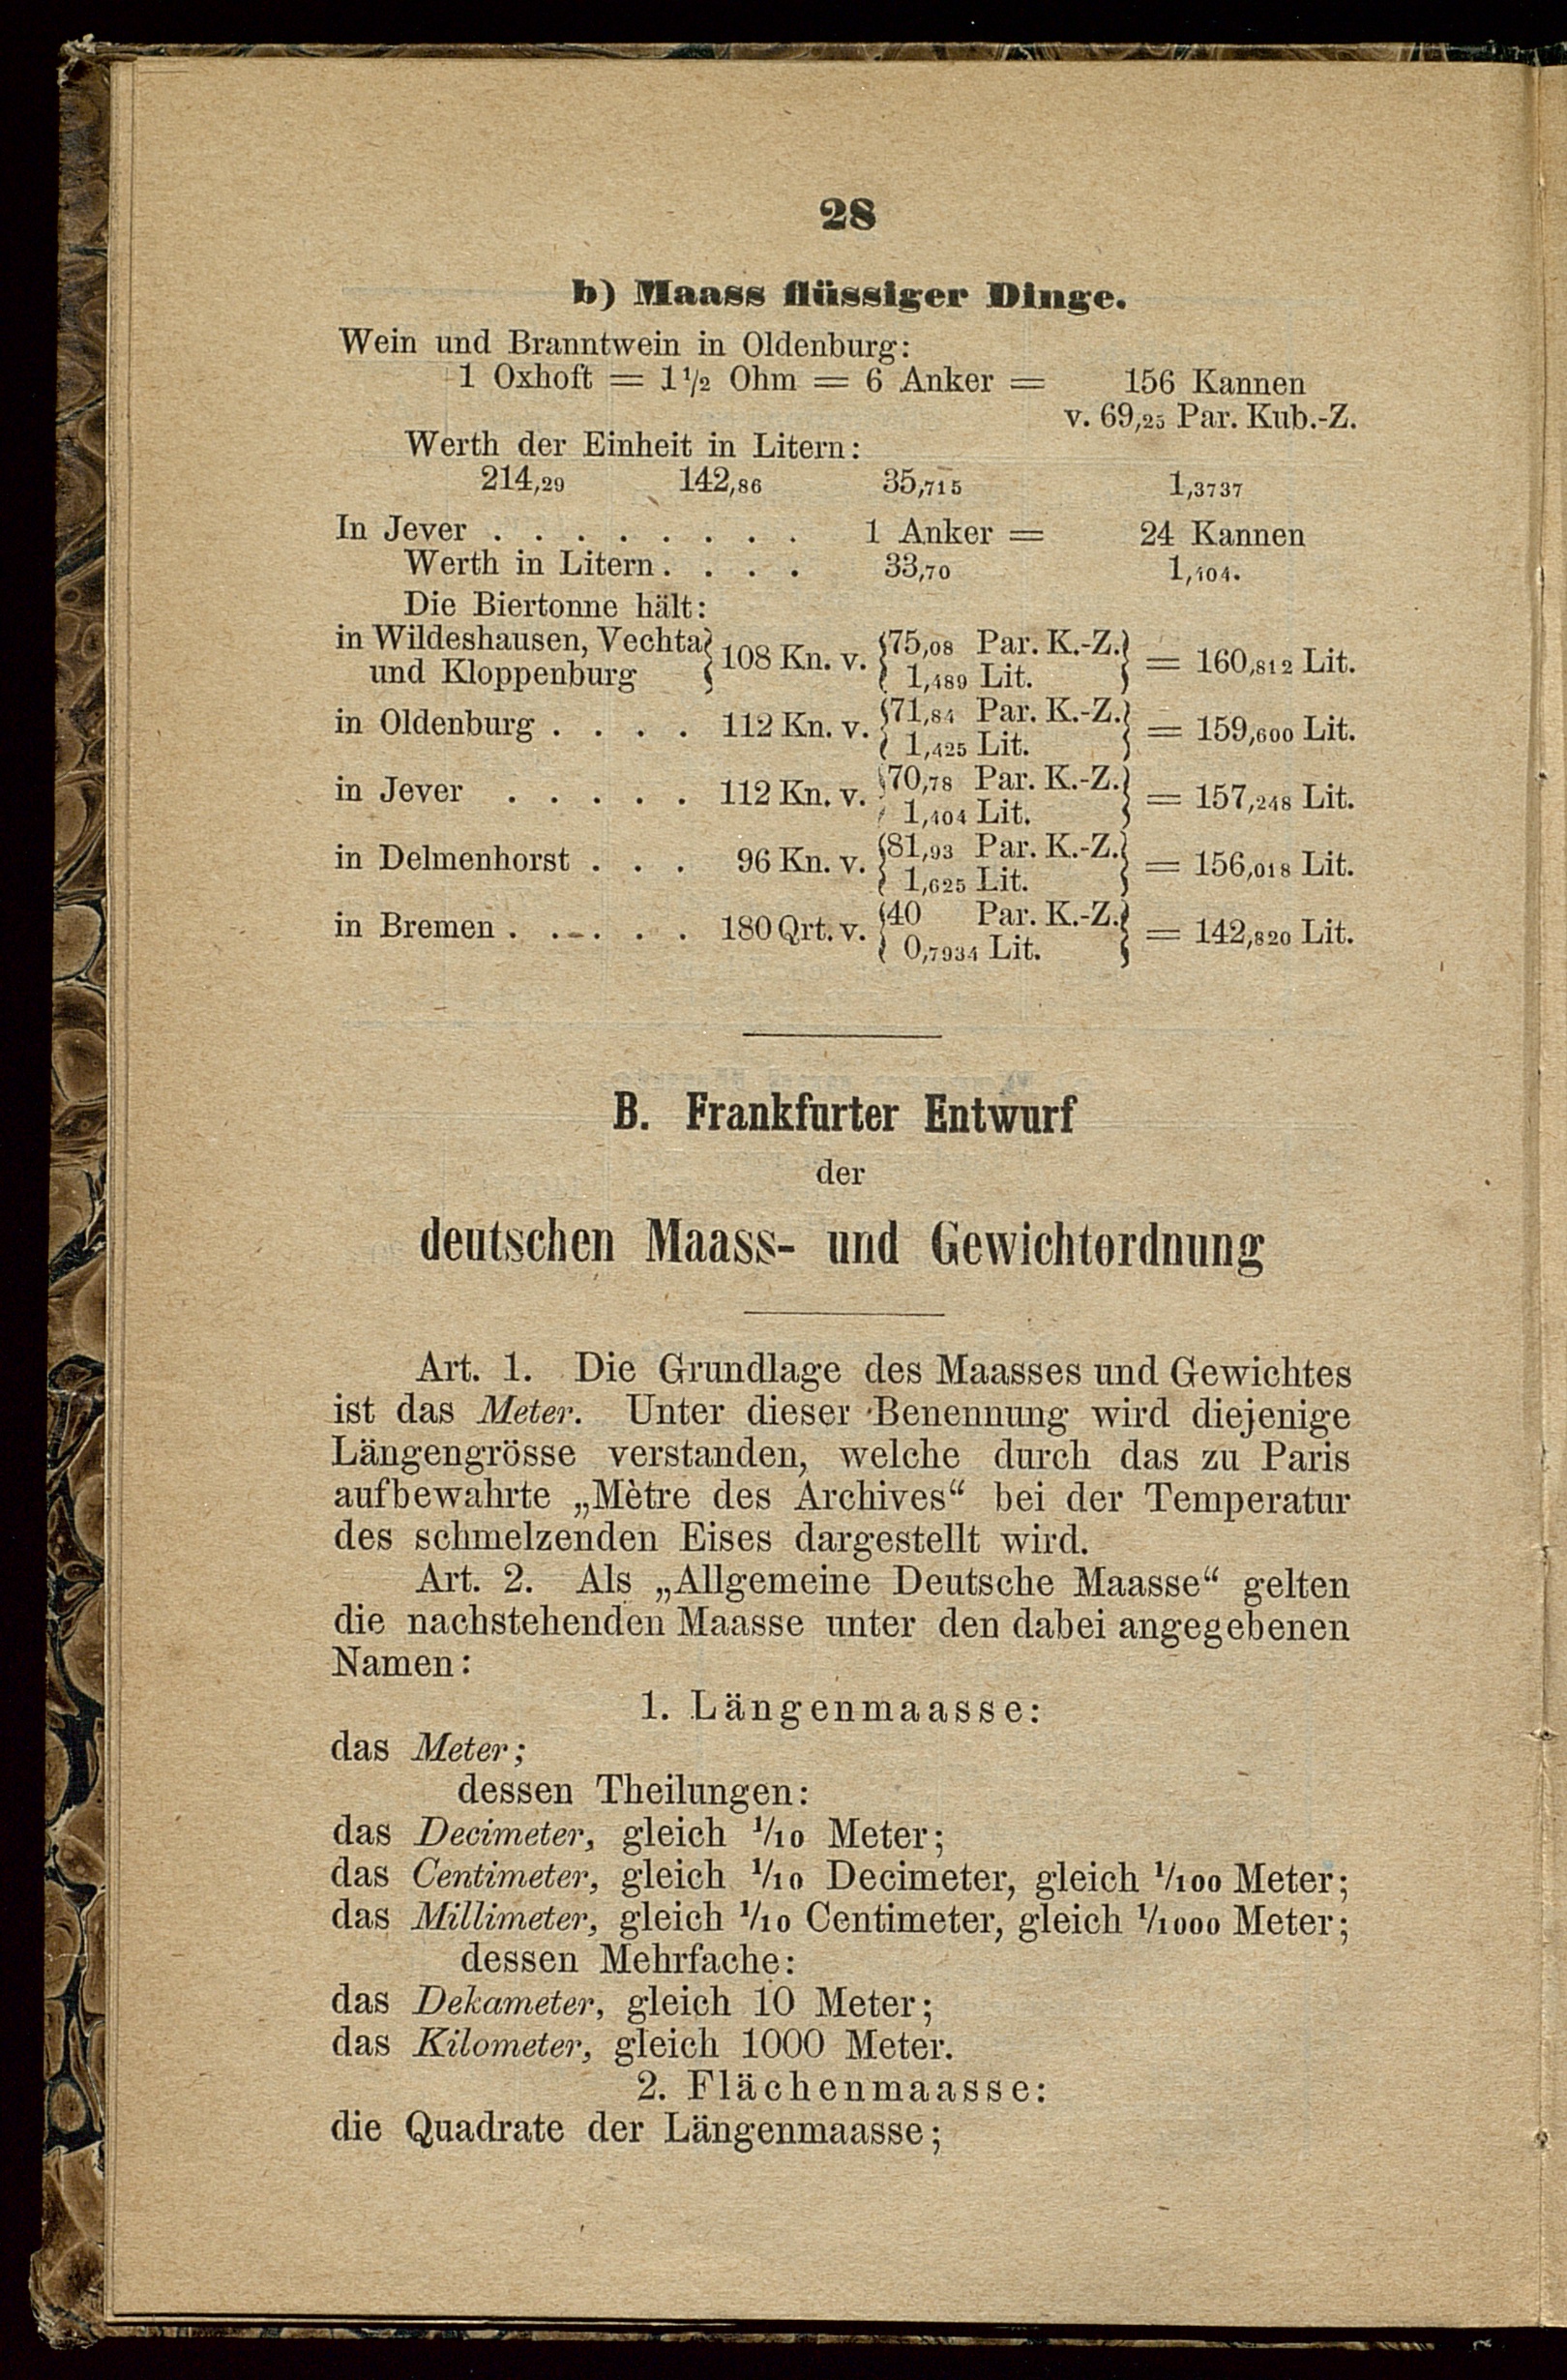 28
b) Maass flüssiger Dinge.
Wein und Branntwein in Oldenburg:
1 Oxhoft = 1 1/2 Ohm = 6 Anker = 156 Kannen
v. 69,25 Par. Kub.-Z.
Werth der Einheit in Litern:
214,29 142,86 35,715 1,3737
In Jever . . . . . . . . 1 Anker = 24 Kannen
Werth in Litern. . . . 33,70 1,404.
Die Biertonne hält:
in Wildeshausen, Vechta und Kloppenburg } 108 Kn. v. { 75,08 Par. K.-Z. 1,489 Lit. } = 160,812 Lit.
in Oldenburg . . . . 112 Kn. v. { 71,84 Par. K.-Z. 1,425 Lit. } = 159,600 Lit.
in Jever . . . . . 112 Kn. v. { 70,78 Par. K.-Z. 1,404 Lit. } = 157,248 Lit.
in Delmenhorst . . . 96 Kn. v. { 81,93 Par. K.-Z. 1,625 Lit. } = 156,018 Lit.
in Bremen . . . . . 180 Qrt. v. { 40 Par. K.-Z. 0,7934 Lit. } = 142,820 Lit.
B. Frankfurter Entwurf
der
deutschen Maass- und Gewichtordnung
Art. 1. Die Grundlage des Maasses und Gewichtes
ist das Meter. Unter dieser Benennung wird diejenige
Längengrösse verstanden, welche durch das zu Paris
aufbewahrte „Mètre des Archives“ bei der Temperatur
des schmelzenden Eises dargestellt wird.
Art. 2. Als „Allgemeine Deutsche Maasse“ gelten
die nachstehenden Maasse unter den dabei angegebenen
Namen:
1. Längenmaasse:
das Meter;
dessen Theilungen:
das Decimeter, gleich 1/10 Meter;
das Centimeter, gleich 1/10 Decimeter, gleich 1/100 Meter;
das Millimeter, gleich 1/10 Centimeter, gleich 1/1000 Meter;
dessen Mehrfache:
das Dekameter, gleich 10 Meter;
das Kilometer, gleich 1000 Meter.
2. Flächenmaasse:
die Quadrate der Längenmaasse;